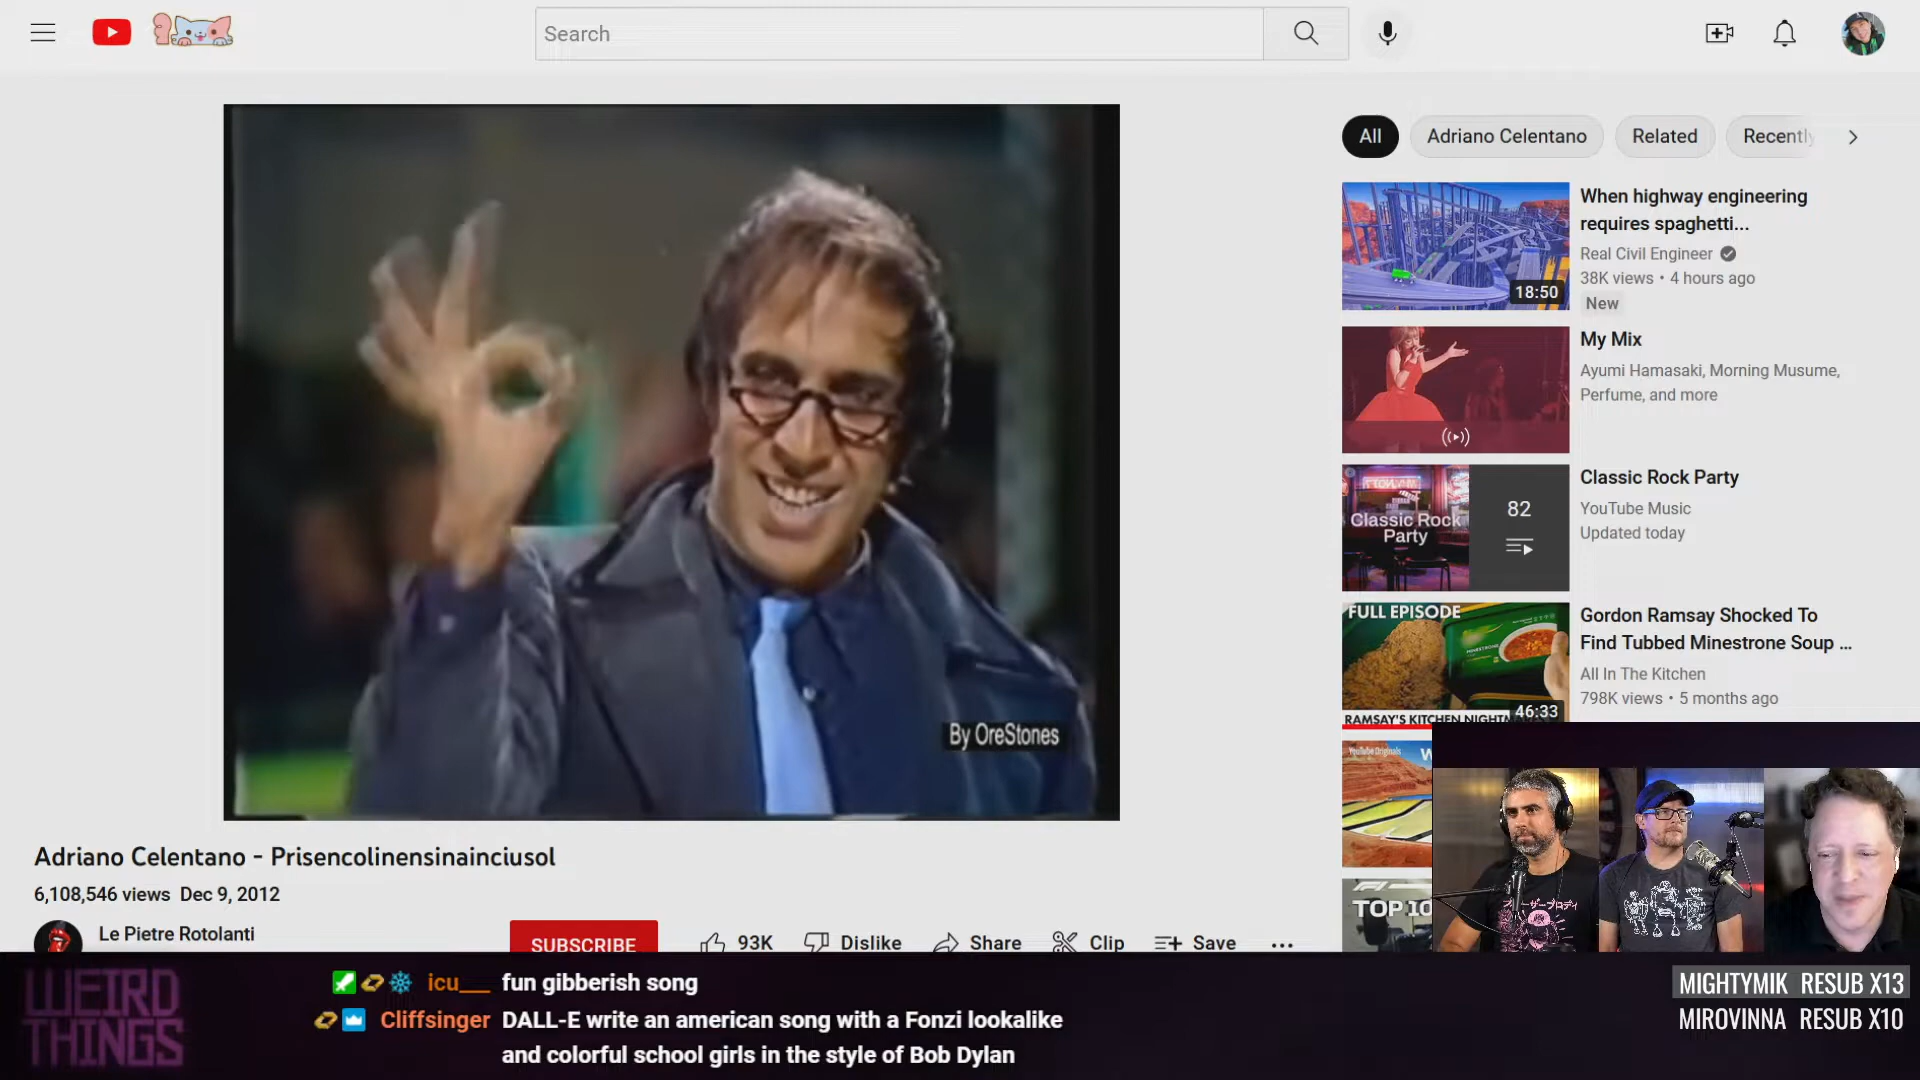 Search
All
Adriano Celentano
Related
Recently
When highway engineering
requires spaghetti...
Real Civil Engineer
38K views • 4 hours ago
New
18:50
My Mix
Ayumi Hamasaki, Morning Musume,
Perfume, and more
Classic Rock
Party
82
Classic Rock Party
YouTube Music
Updated today
FULL EPISODE
MINESTRONE
46:33
Gordon Ramsay Shocked To
Find Tubbed Minestrone Soup ...
All In The Kitchen
798K views • 5 months ago
YouTube Originals
TOP 10
By OreStones
Adriano Celentano - Prisencolinensinainciusol
6,108,546 views Dec 9, 2012
Le Pietre Rotolanti
SUBSCRIBE
93K
Dislike
Share
Clip
Save
WEIRD
THINGS
icu___ fun gibberish song
Cliffsinger DALL-E write an american song with a Fonzi lookalike
and colorful school girls in the style of Bob Dylan
MIGHTYMIK RESUB X13
MIROVINNA RESUB X10